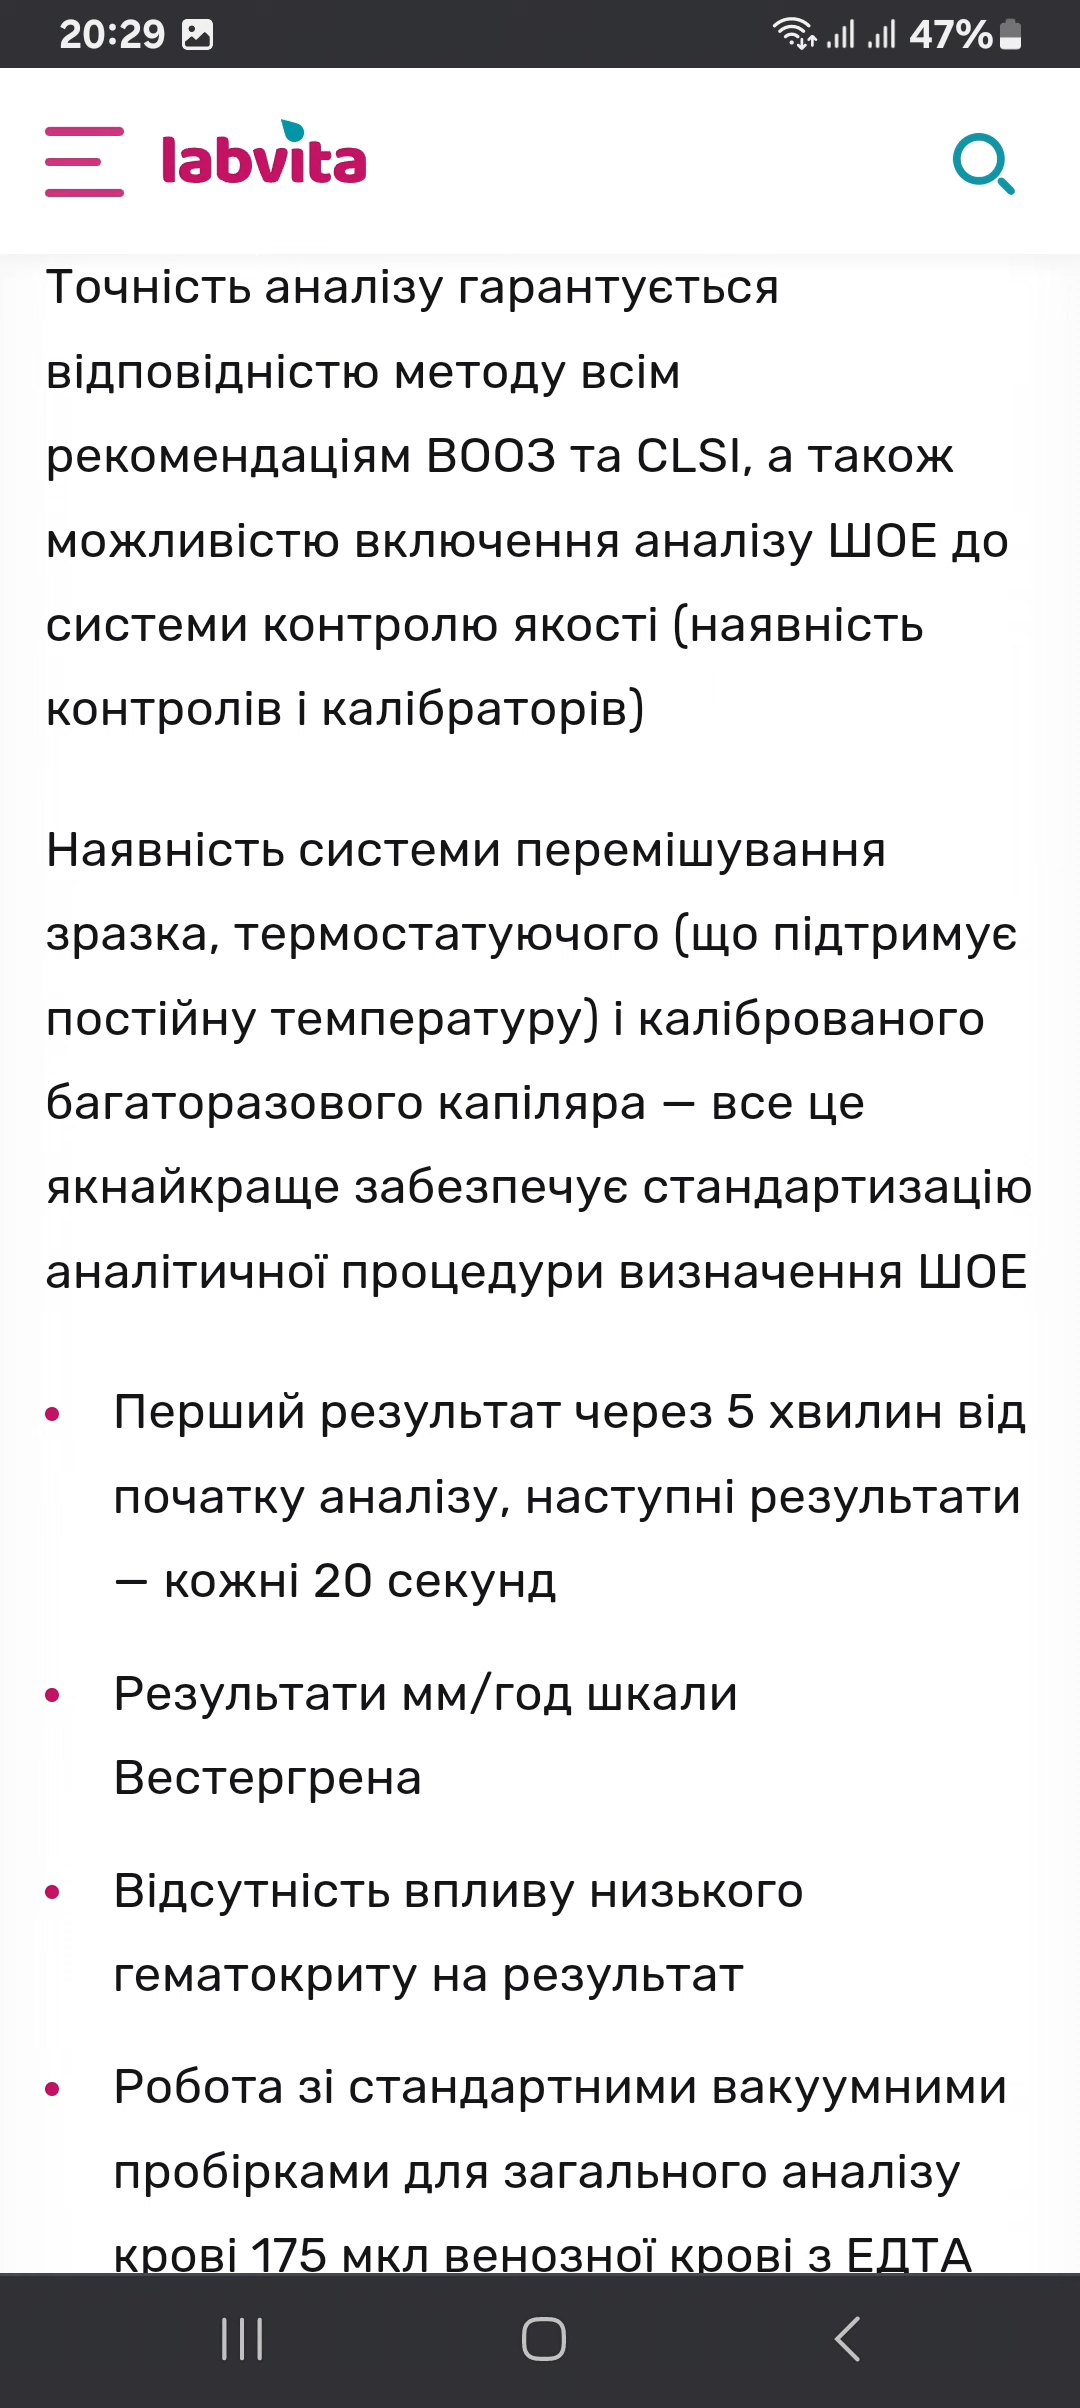 20:29
47%
labvita
Точність аналізу гарантується
відповідністю методу всім
рекомендаціям ВООЗ та CLSI, а також
можливістю включення аналізу ШОЕ до
системи контролю якості (наявність
контролів і калібраторів)
Наявність системи перемішування
зразка, термостатуючого (що підтримує
постійну температуру) і каліброваного
багаторазового капіляра — все це
якнайкраще забезпечує стандартизацію
аналітичної процедури визначення ШОЕ
• Перший результат через 5 хвилин від
початку аналізу, наступні результати
— кожні 20 секунд
• Результати мм/год шкали
Вестергрена
• Відсутність впливу низького
гематокриту на результат
• Робота зі стандартними вакуумними
пробірками для загального аналізу
крові 175 мкл венозної крові з ЕДТА